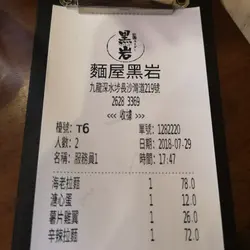 黑岩
麵屋黑岩
九龍深水埗長沙灣道219號
2628 3369
<<< 收據 >>>
檯號: T6 單號: 1282220
人數: 2 日期: 2018-07-29
名稱: 服務員1 時間: 17:47
海老拉麵 1 78.0
溏心蛋 1 12.0
薯片雞翼 1 26.0
辛辣拉麵 1 72.0